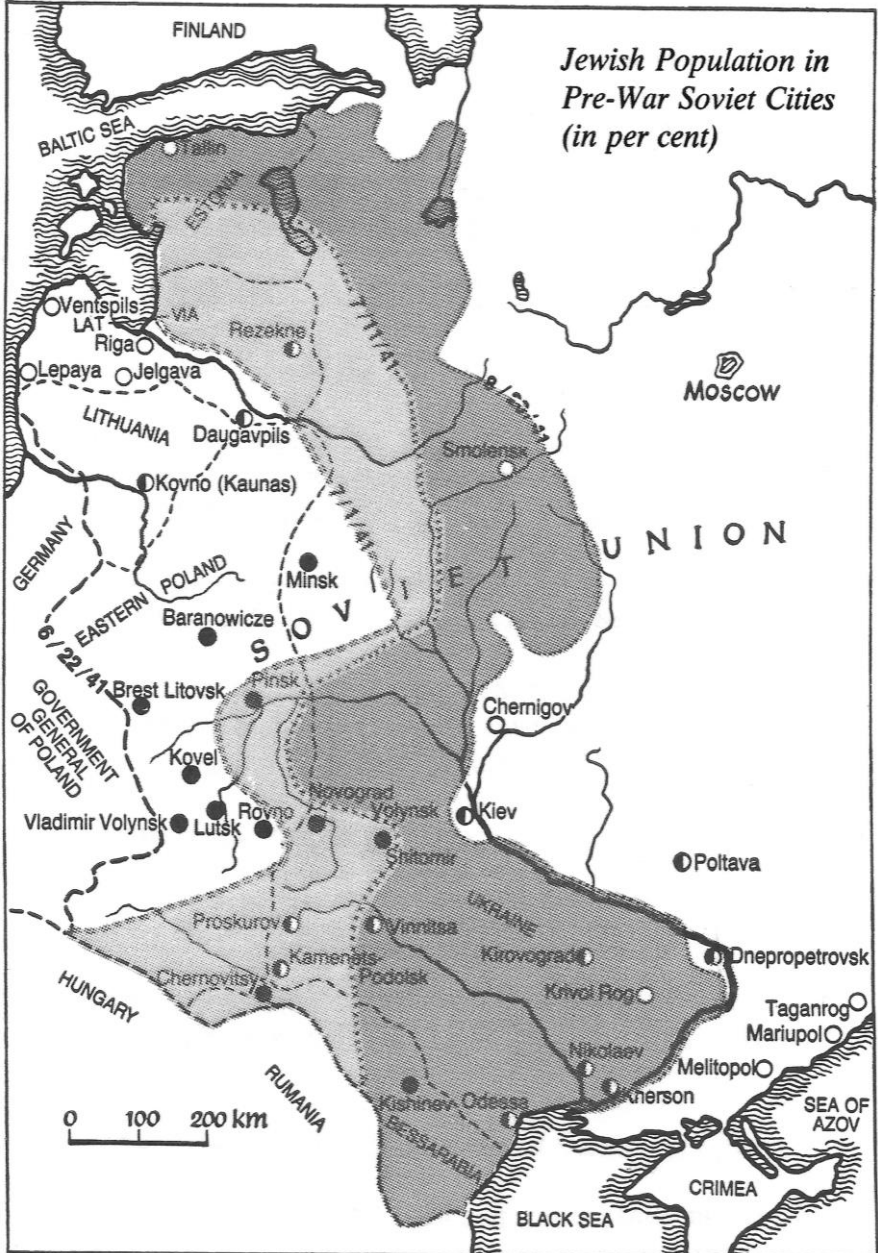 FINLAND
Jewish Population in
Pre-War Soviet Cities
(in per cent)
BALTIC SEA
Tallin
ESTONIA
7/11/41
Ventspils
LAT
VIA
Riga
Rezekne
Lepaya
Jelgava
Moscow
LITHUANIA
Daugavpils
Smolensk
Kovno (Kaunas)
7/1/41
GERMANY
EASTERN POLAND
Minsk
SOVIET UNION
Baranowicze
6/22/41
Pinsk
Brest Litovsk
GOVERNMENT
GENERAL
OF POLAND
Chernigov
Kovel
Novograd
Volynsk
Vladimir Volynsk
Lutsk
Rovno
Kiev
Shitomir
Poltava
UKRAINE
Proskurov
Vinnitsa
Kirovograd
Dnepropetrovsk
Kamenets-
Podolsk
Chernovitsy
Krivoi Rog
HUNGARY
Taganrog
Mariupol
Nikolaev
Melitopol
RUMANIA
Kishinev
Odessa
Kherson
0 100 200 km
BESSARABIA
SEA OF
AZOV
CRIMEA
BLACK SEA